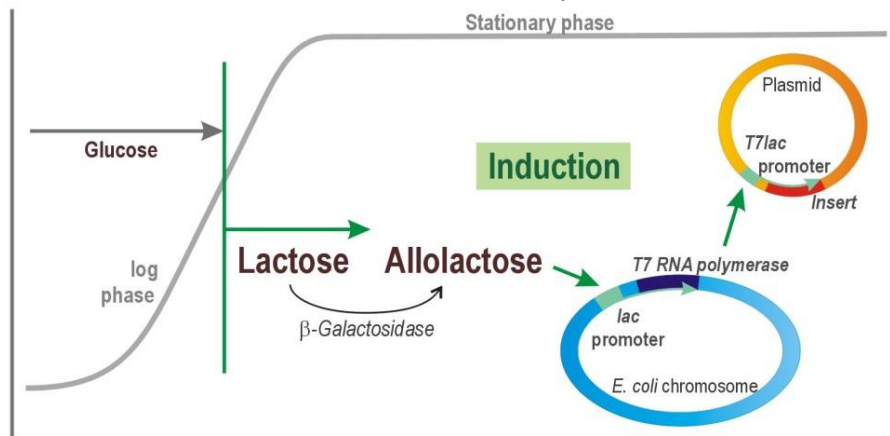 Stationary phase
Glucose
log
phase
Induction
Lactose
Allolactose
β-Galactosidase
Plasmid
T7lac
promoter
Insert
T7 RNA polymerase
lac
promoter
E. coli chromosome